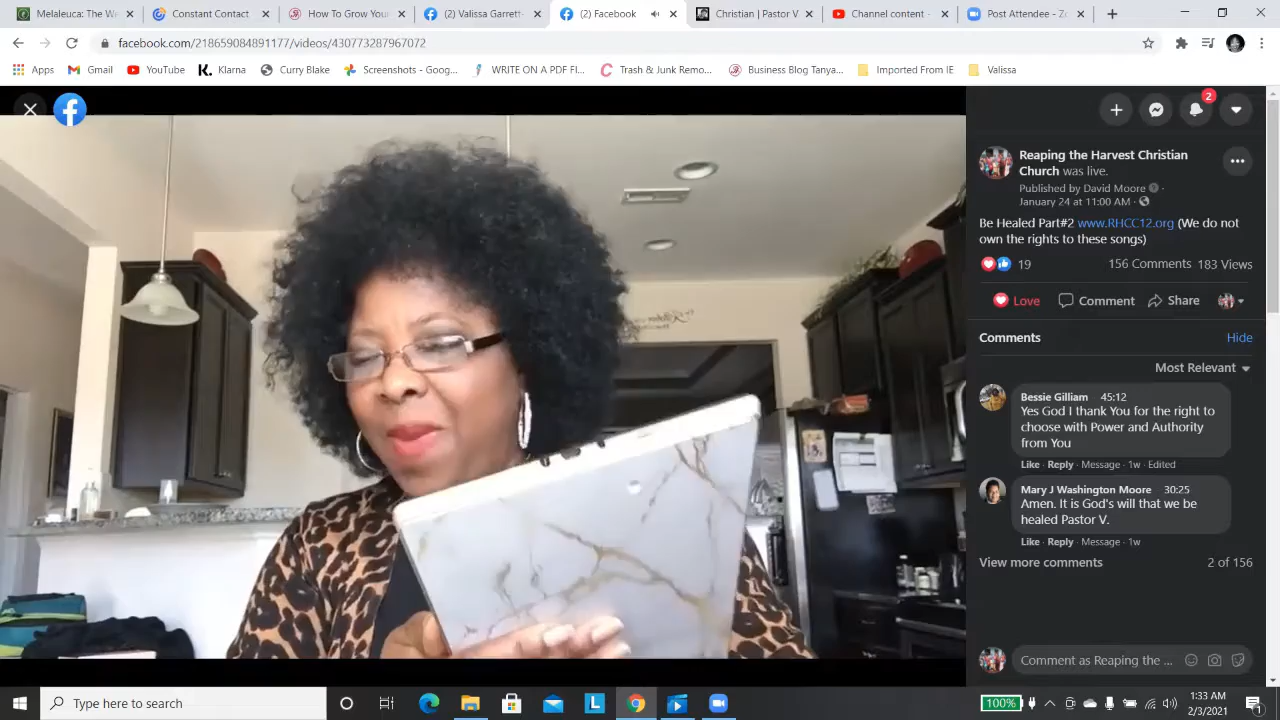 Melaleuca: The We
Constant Contact
How To Grow Your
(2) Valissa Garrett-
(2) Facebook
Christian | Pastor V
Channel content -
Post Attendee - Zo
facebook.com/218659084891177/videos/430773287967072
Apps
Gmail
YouTube
K.
Klarna
Curry Blake
Screenshots - Goog...
WRITE ON A PDF Fl...
Trash & Junk Remo...
Business Blog Tanya...
Imported From IE
Valissa
2
Reaping the Harvest Christian
Church was live.
Published by David Moore
January 24 at 11:00 AM
Be Healed Part#2 www.RHCC12.org (We do not
own the rights to these songs)
19
156 Comments 183 Views
Love
Comment
Share
Comments
Hide
Most Relevant
Bessie Gilliam 45:12
Yes God I thank You for the right to
choose with Power and Authority
from You
Like · Reply · Message · 1w · Edited
Mary J Washington Moore 30:25
Amen. It is God's will that we be
healed Pastor V.
Like · Reply · Message · 1w
View more comments
2 of 156
Comment as Reaping the ...
Type here to search
L
100%
1:33 AM
2/3/2021
1